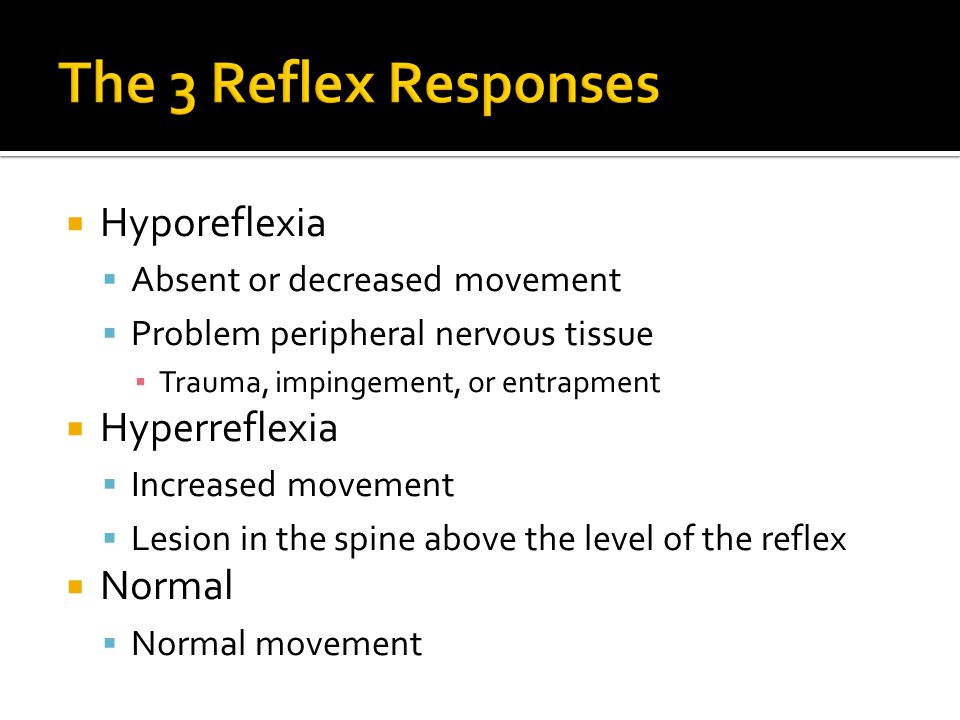 The 3 Reflex Responses
Hyporeflexia
Absent or decreased movement
Problem peripheral nervous tissue
Trauma, impingement, or entrapment
Hyperreflexia
Increased movement
Lesion in the spine above the level of the reflex
Normal
Normal movement